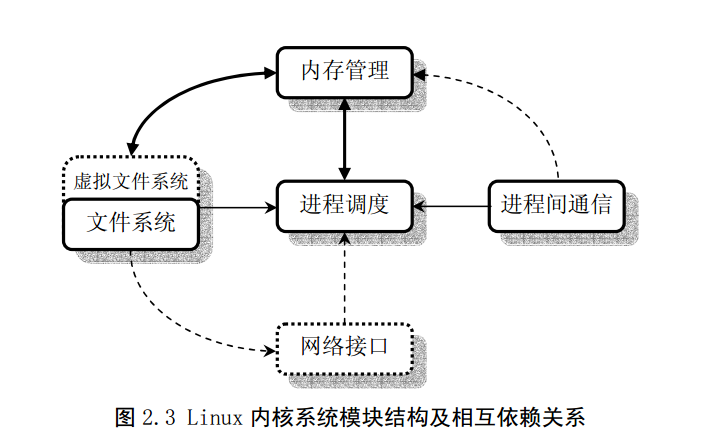 内存管理
虚拟文件系统
文件系统
进程调度
进程间通信
网络接口
图 2.3 Linux 内核系统模块结构及相互依赖关系